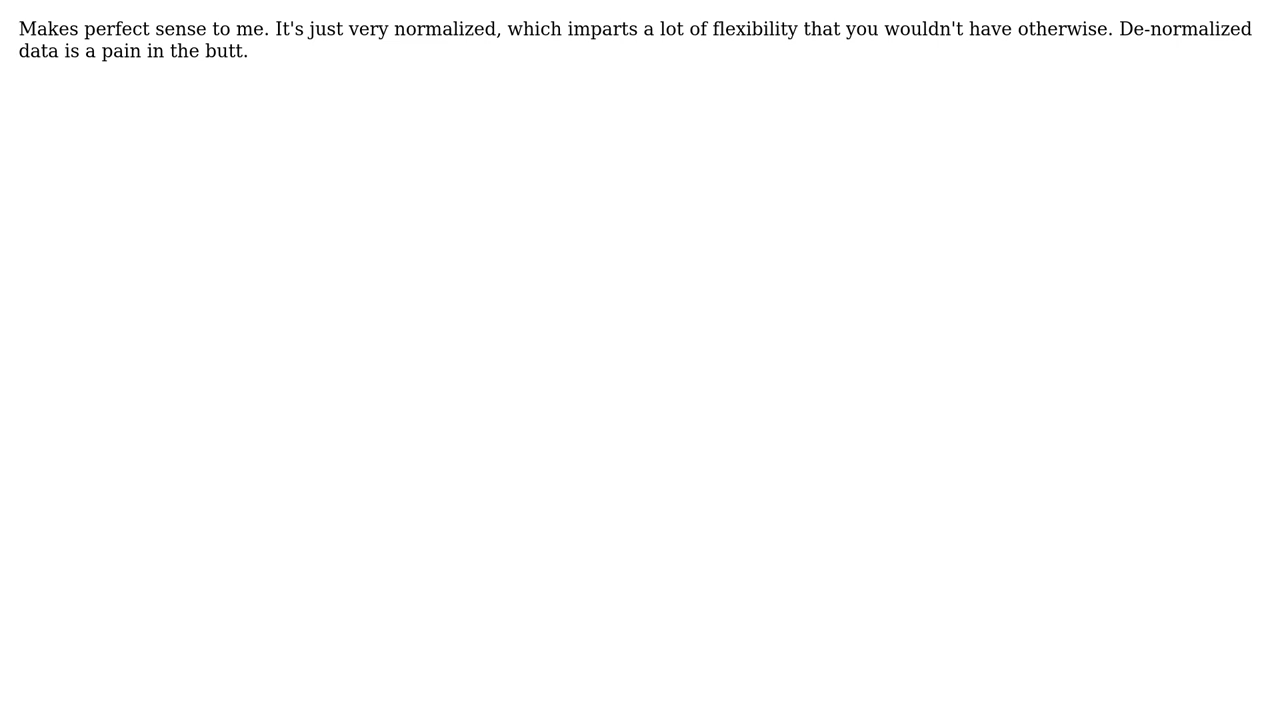 Makes perfect sense to me. It's just very normalized, which imparts a lot of flexibility that you wouldn't have otherwise. De-normalized
data is a pain in the butt.